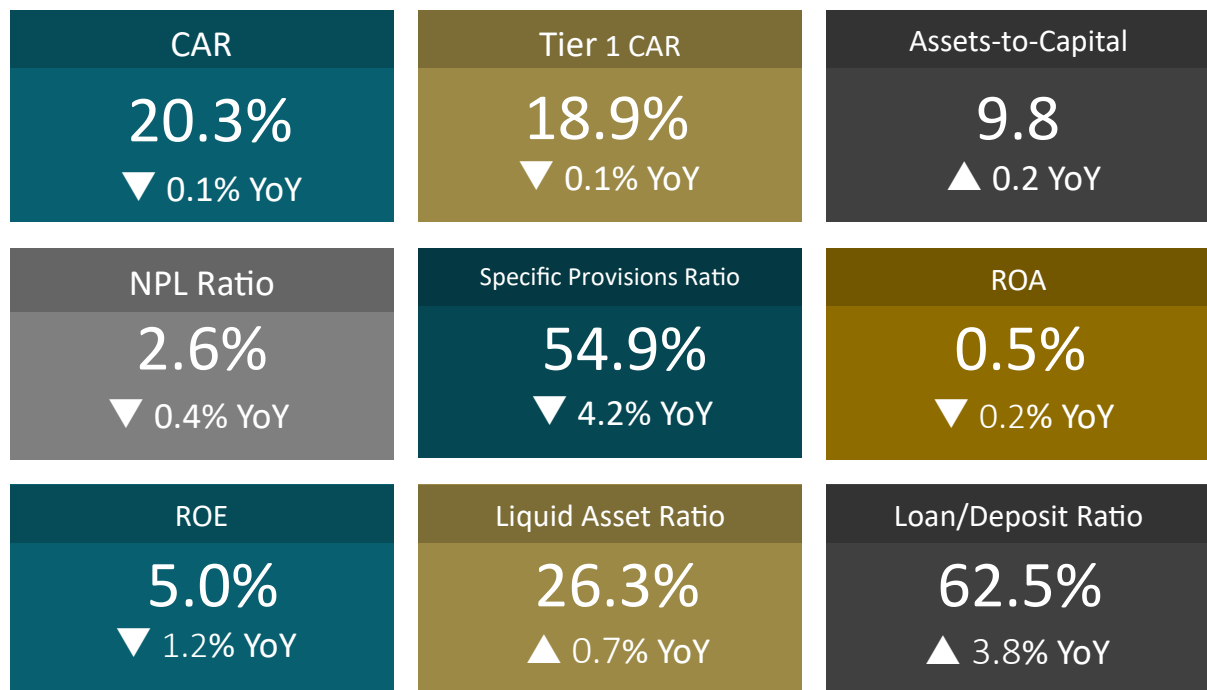 CAR
20.3%
▼ 0.1% YoY
Tier 1 CAR
18.9%
▼ 0.1% YoY
Assets-to-Capital
9.8
▲ 0.2 YoY
NPL Ratio
2.6%
▼ 0.4% YoY
Specific Provisions Ratio
54.9%
▼ 4.2% YoY
ROA
0.5%
▼ 0.2% YoY
ROE
5.0%
▼ 1.2% YoY
Liquid Asset Ratio
26.3%
▲ 0.7% YoY
Loan/Deposit Ratio
62.5%
▲ 3.8% YoY